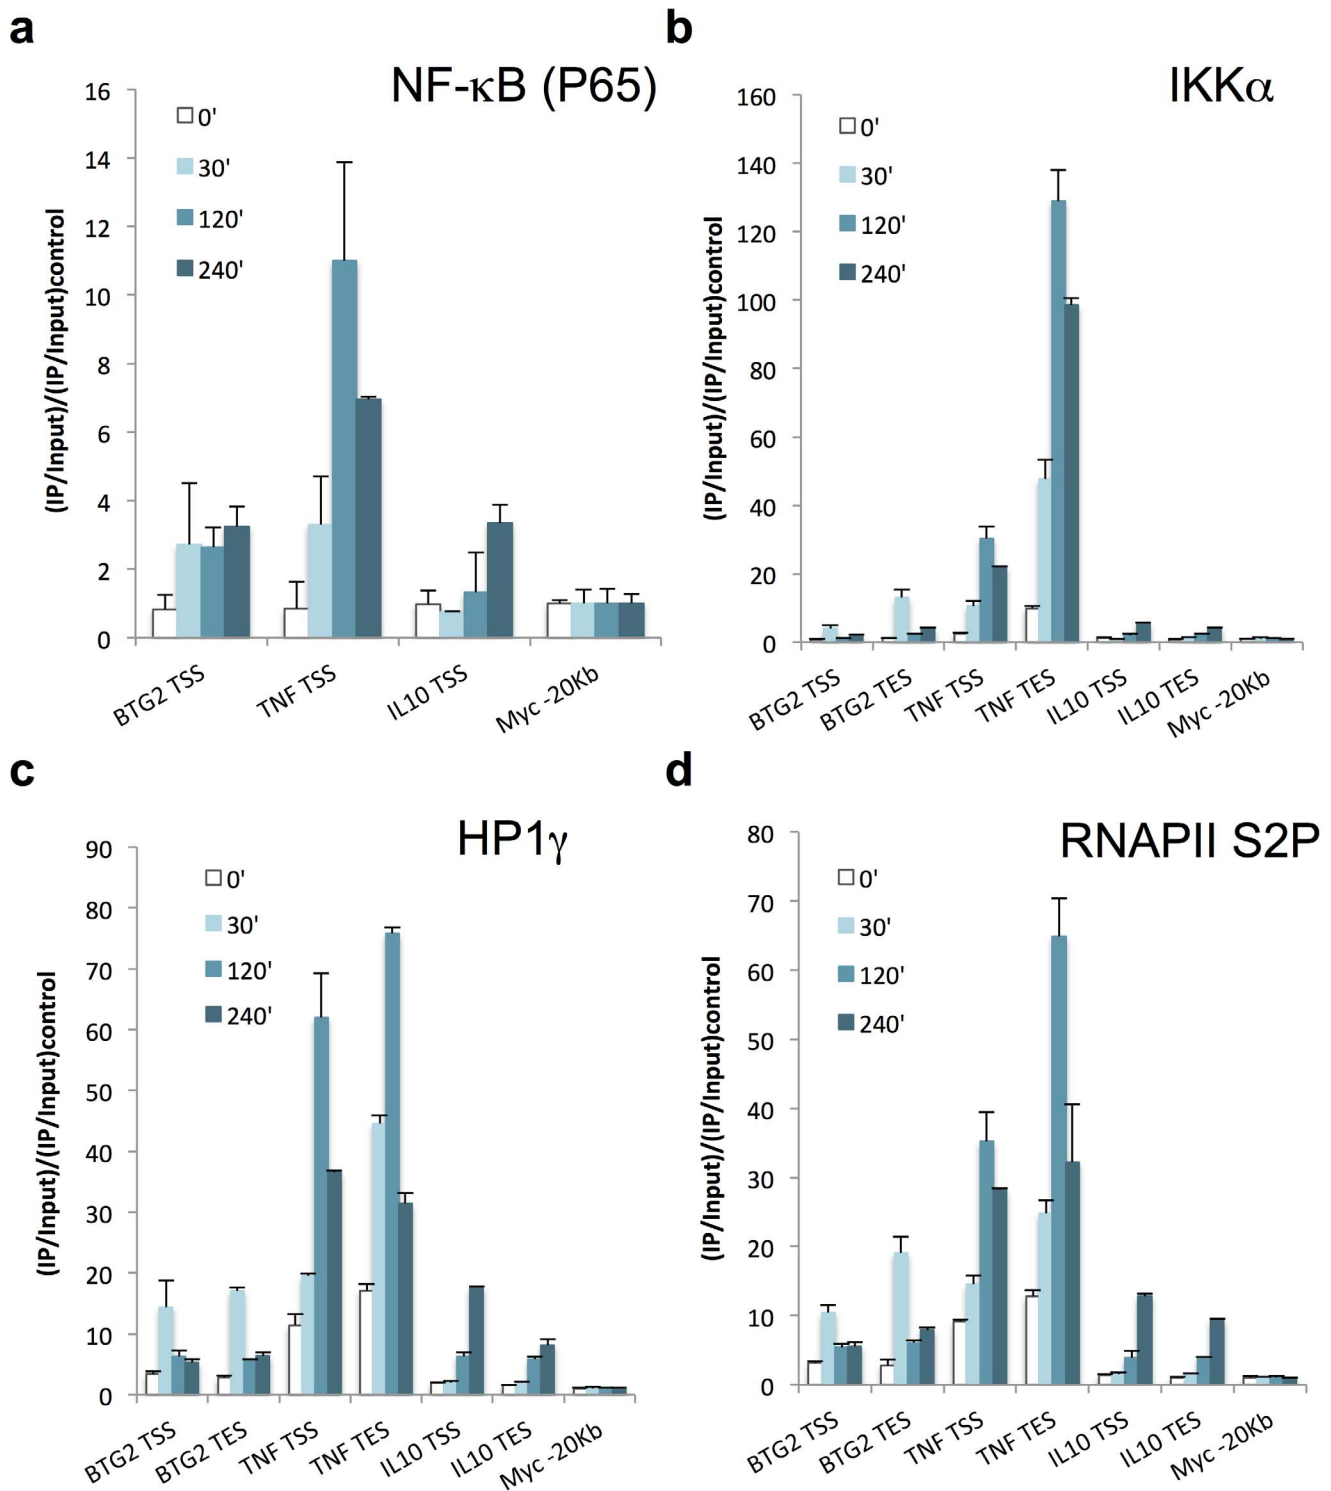 a
NF-κB (P65)
(IP/Input)/(IP/Input)control
16
14
12
10
8
6
4
2
0
0'
30'
120'
240'
BTG2 TSS
TNF TSS
IL10 TSS
Myc -20Kb
b
IKKα
(IP/Input)/(IP/Input)control
160
140
120
100
80
60
40
20
0
0'
30'
120'
240'
BTG2 TSS
BTG2 TES
TNF TSS
TNF TES
IL10 TSS
IL10 TES
Myc -20Kb
c
HP1γ
(IP/Input)/(IP/Input)control
90
80
70
60
50
40
30
20
10
0
0'
30'
120'
240'
BTG2 TSS
BTG2 TES
TNF TSS
TNF TES
IL10 TSS
IL10 TES
Myc -20Kb
d
RNAPII S2P
(IP/Input)/(IP/Input)control
80
70
60
50
40
30
20
10
0
0'
30'
120'
240'
BTG2 TSS
BTG2 TES
TNF TSS
TNF TES
IL10 TSS
IL10 TES
Myc -20Kb